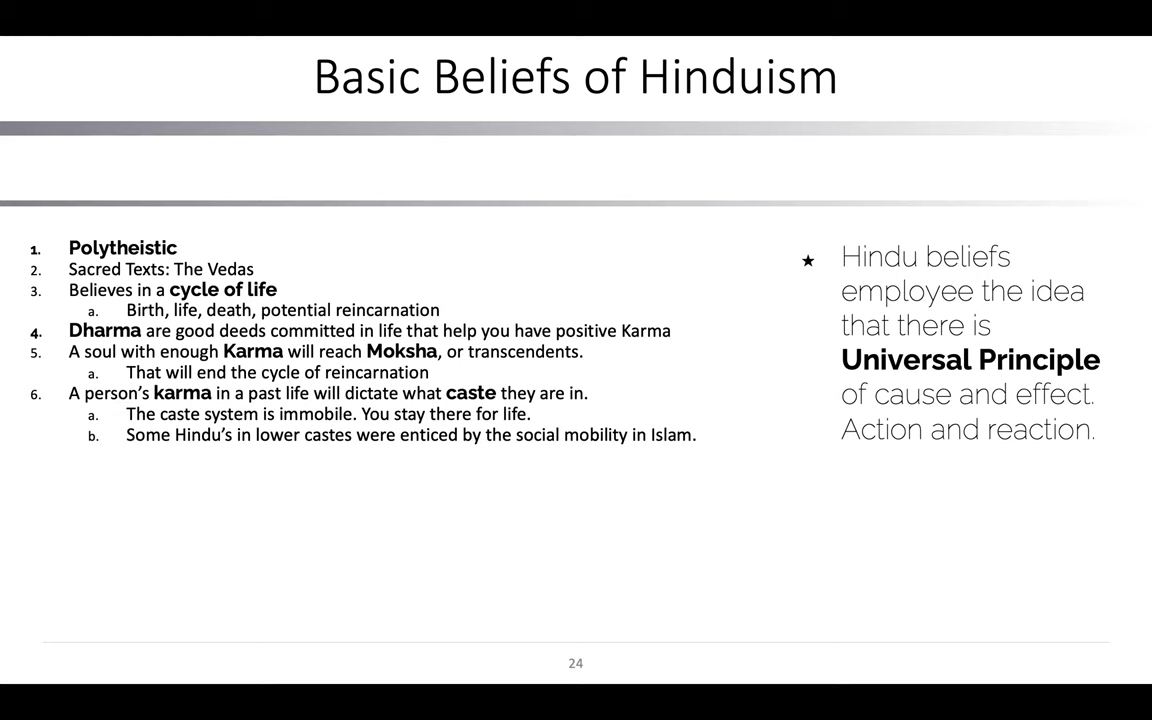 Basic Beliefs of Hinduism
1. Polytheistic
2. Sacred Texts: The Vedas
3. Believes in a cycle of life
a. Birth, life, death, potential reincarnation
4. Dharma are good deeds committed in life that help you have positive Karma
5. A soul with enough Karma will reach Moksha, or transcendents.
a. That will end the cycle of reincarnation
6. A person's karma in a past life will dictate what caste they are in.
a. The caste system is immobile. You stay there for life.
b. Some Hindu's in lower castes were enticed by the social mobility in Islam.
★ Hindu beliefs
employee the idea
that there is
Universal Principle
of cause and effect.
Action and reaction.
24